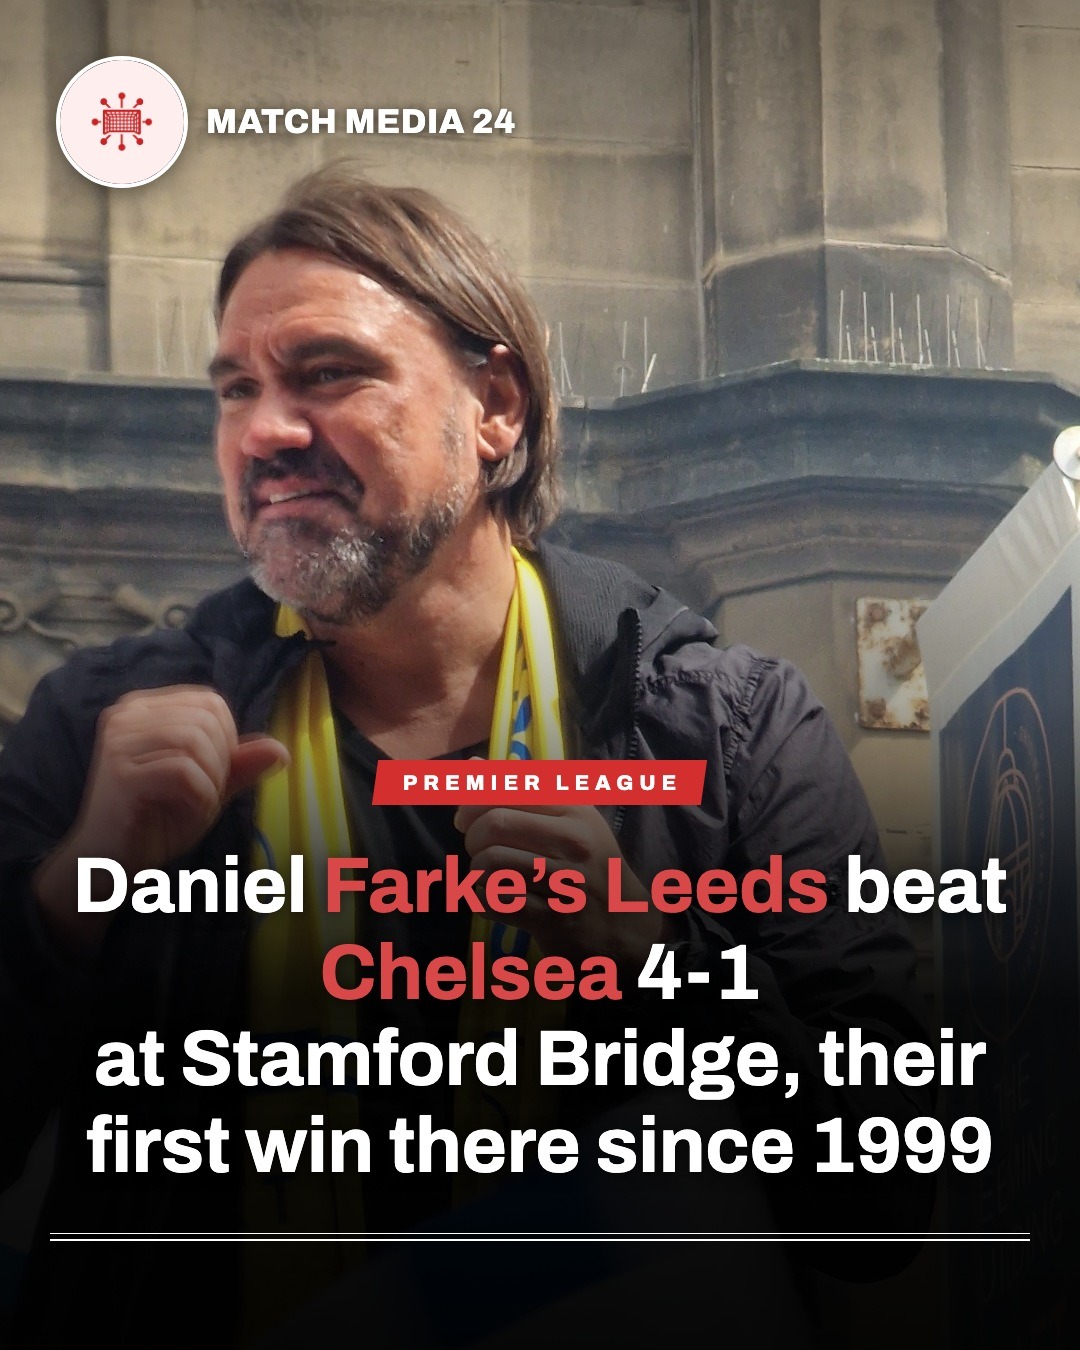 MATCH MEDIA 24
PREMIER LEAGUE
Daniel Farke’s Leeds beat
Chelsea 4-1
at Stamford Bridge, their
first win there since 1999